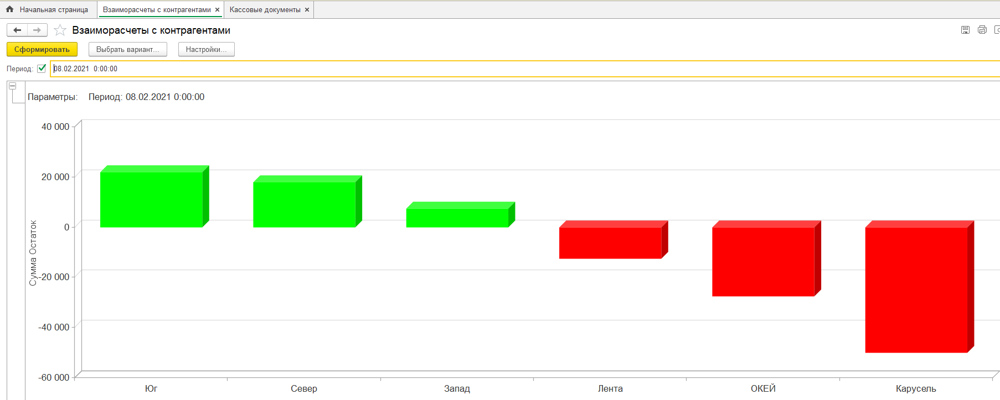 Начальная страница
Взаиморасчеты с контрагентами ×
Кассовые документы ×
Взаиморасчеты с контрагентами
Сформировать
Выбрать вариант...
Настройки...
Период:
08.02.2021 0:00:00
Параметры: Период: 08.02.2021 0:00:00
Сумма Остаток
40 000
20 000
0
-20 000
-40 000
-60 000
Юг
Север
Запад
Лента
ОКЕЙ
Карусель